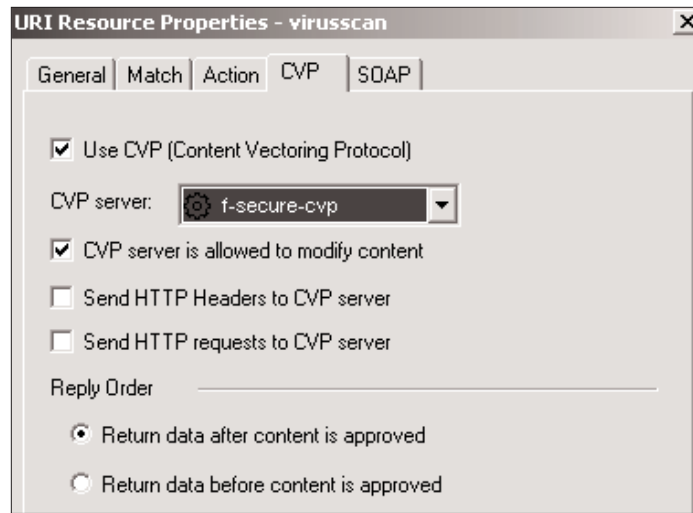 URI Resource Properties - virusscan
General Match Action CVP SOAP
Use CVP (Content Vectoring Protocol)
CVP server: f-secure-cvp
CVP server is allowed to modify content
Send HTTP Headers to CVP server
Send HTTP requests to CVP server
Reply Order
Return data after content is approved
Return data before content is approved